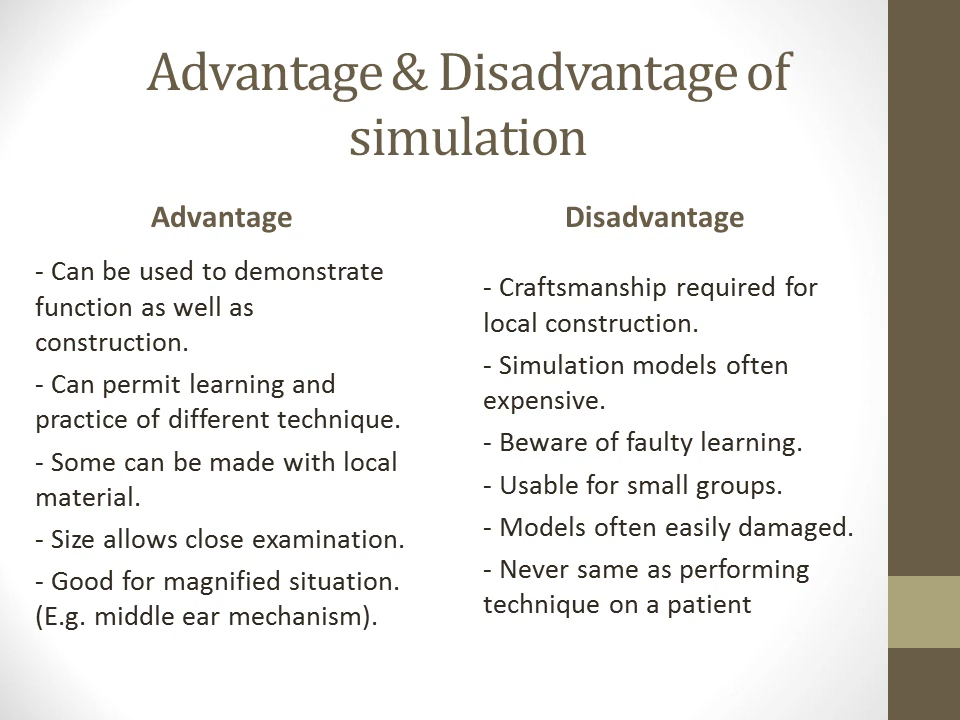 Advantage & Disadvantage of
simulation
Advantage
- Can be used to demonstrate
function as well as
construction.
- Can permit learning and
practice of different technique.
- Some can be made with local
material.
- Size allows close examination.
- Good for magnified situation.
(E.g. middle ear mechanism).
Disadvantage
- Craftsmanship required for
local construction.
- Simulation models often
expensive.
- Beware of faulty learning.
- Usable for small groups.
- Models often easily damaged.
- Never same as performing
technique on a patient